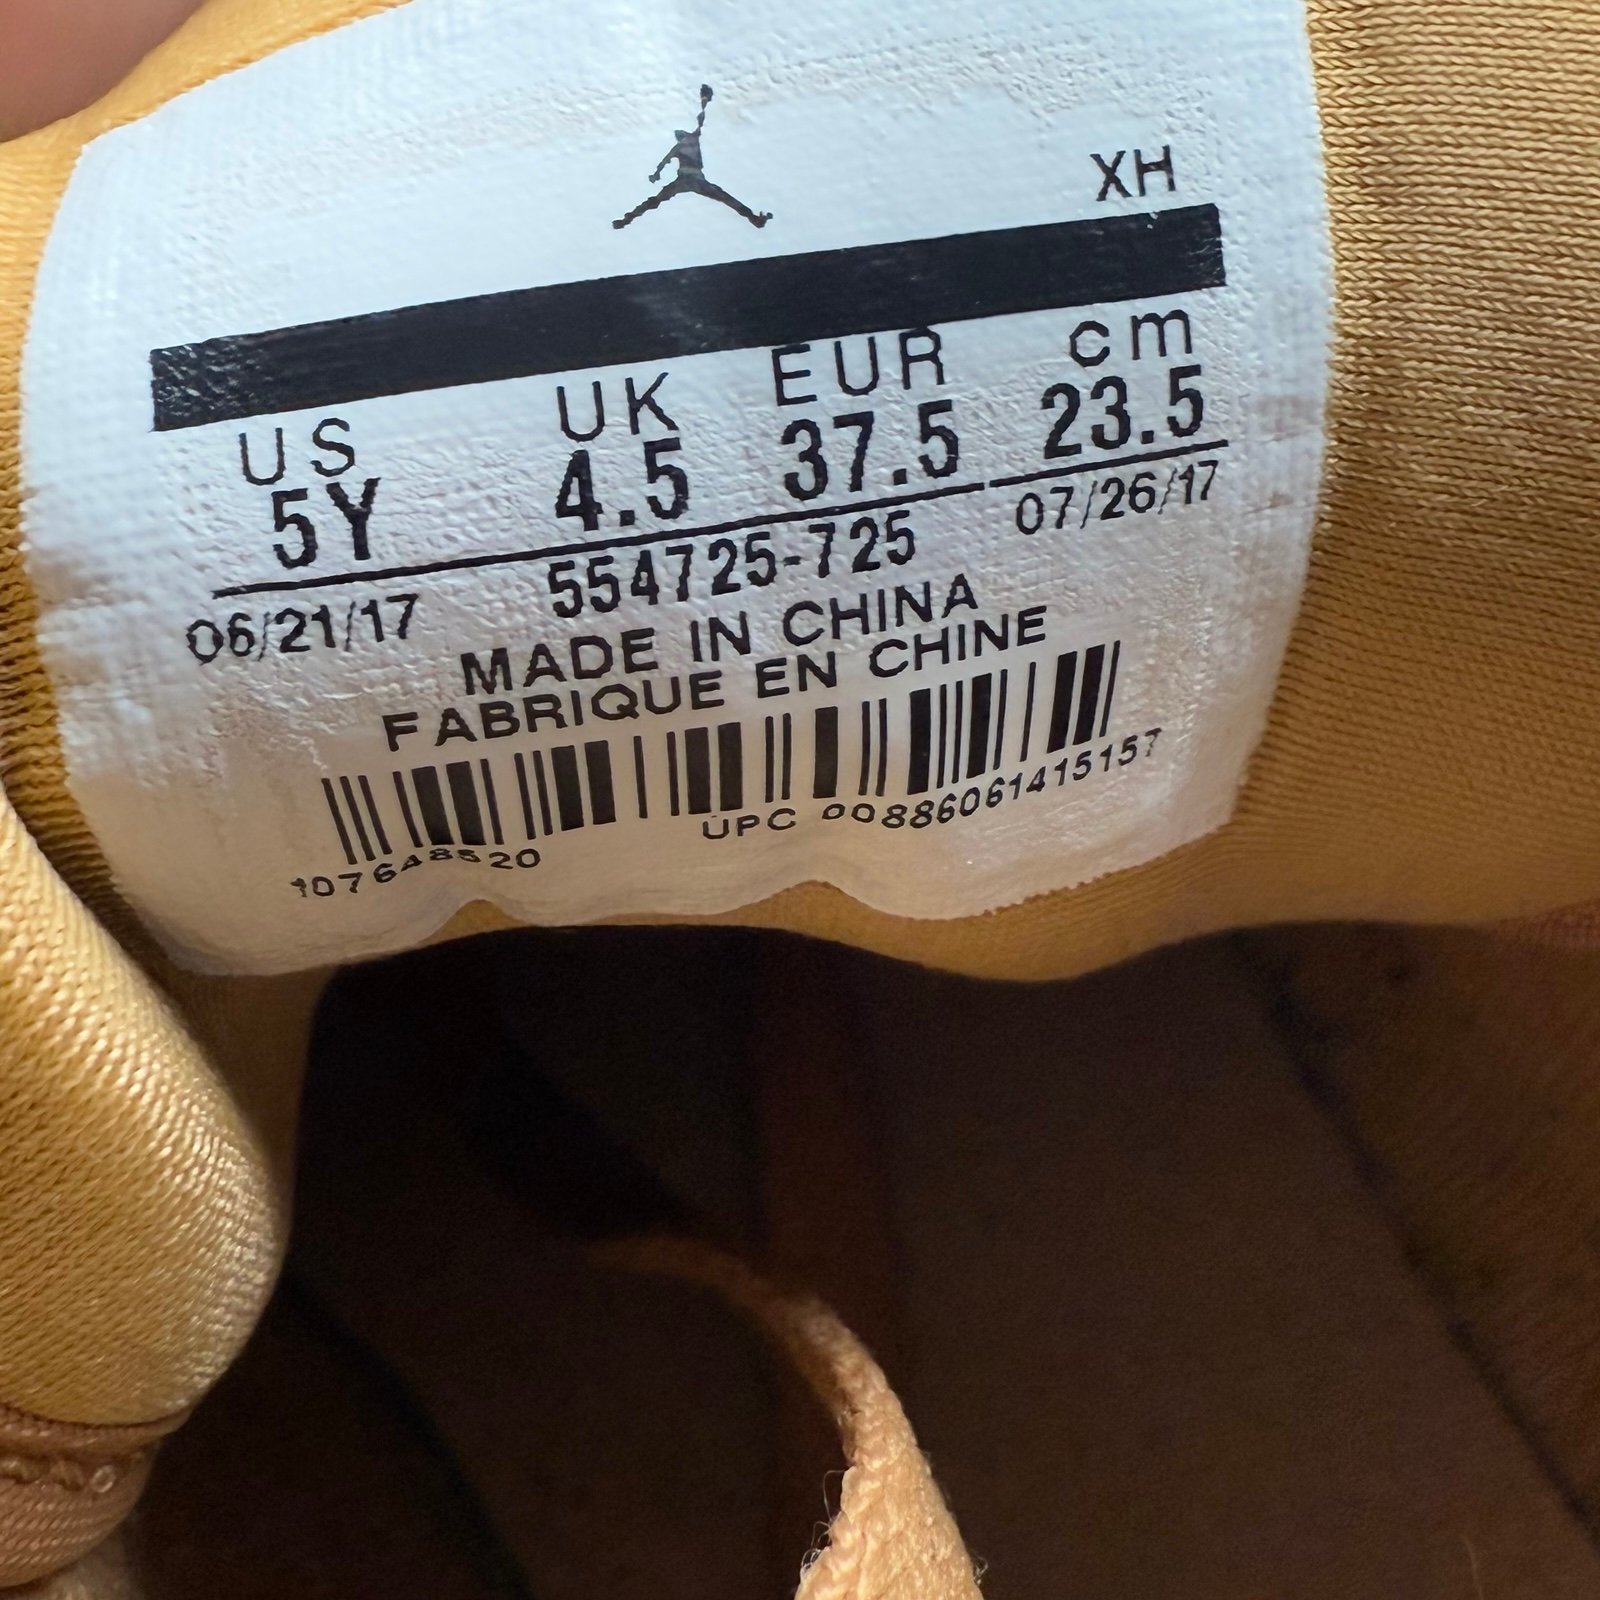 XH
US UK EUR cm
5Y 4.5 37.5 23.5
06/21/17 554725-725 07/26/17
MADE IN CHINA
FABRIQUE EN CHINE
UPC 00886061415157